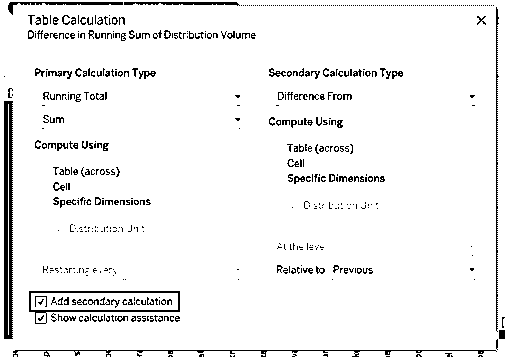 Table Calculation
Difference in Running Sum of Distribution Volume
Primary Calculation Type
Running Total
Sum
Compute Using
Table (across)
Cell
Specific Dimensions
Distribution Unit
Restarting every
Secondary Calculation Type
Difference From
Compute Using
Table (across)
Cell
Specific Dimensions
Distribution Unit
At the level
Relative to Previous
Add secondary calculation
Show calculation assistance